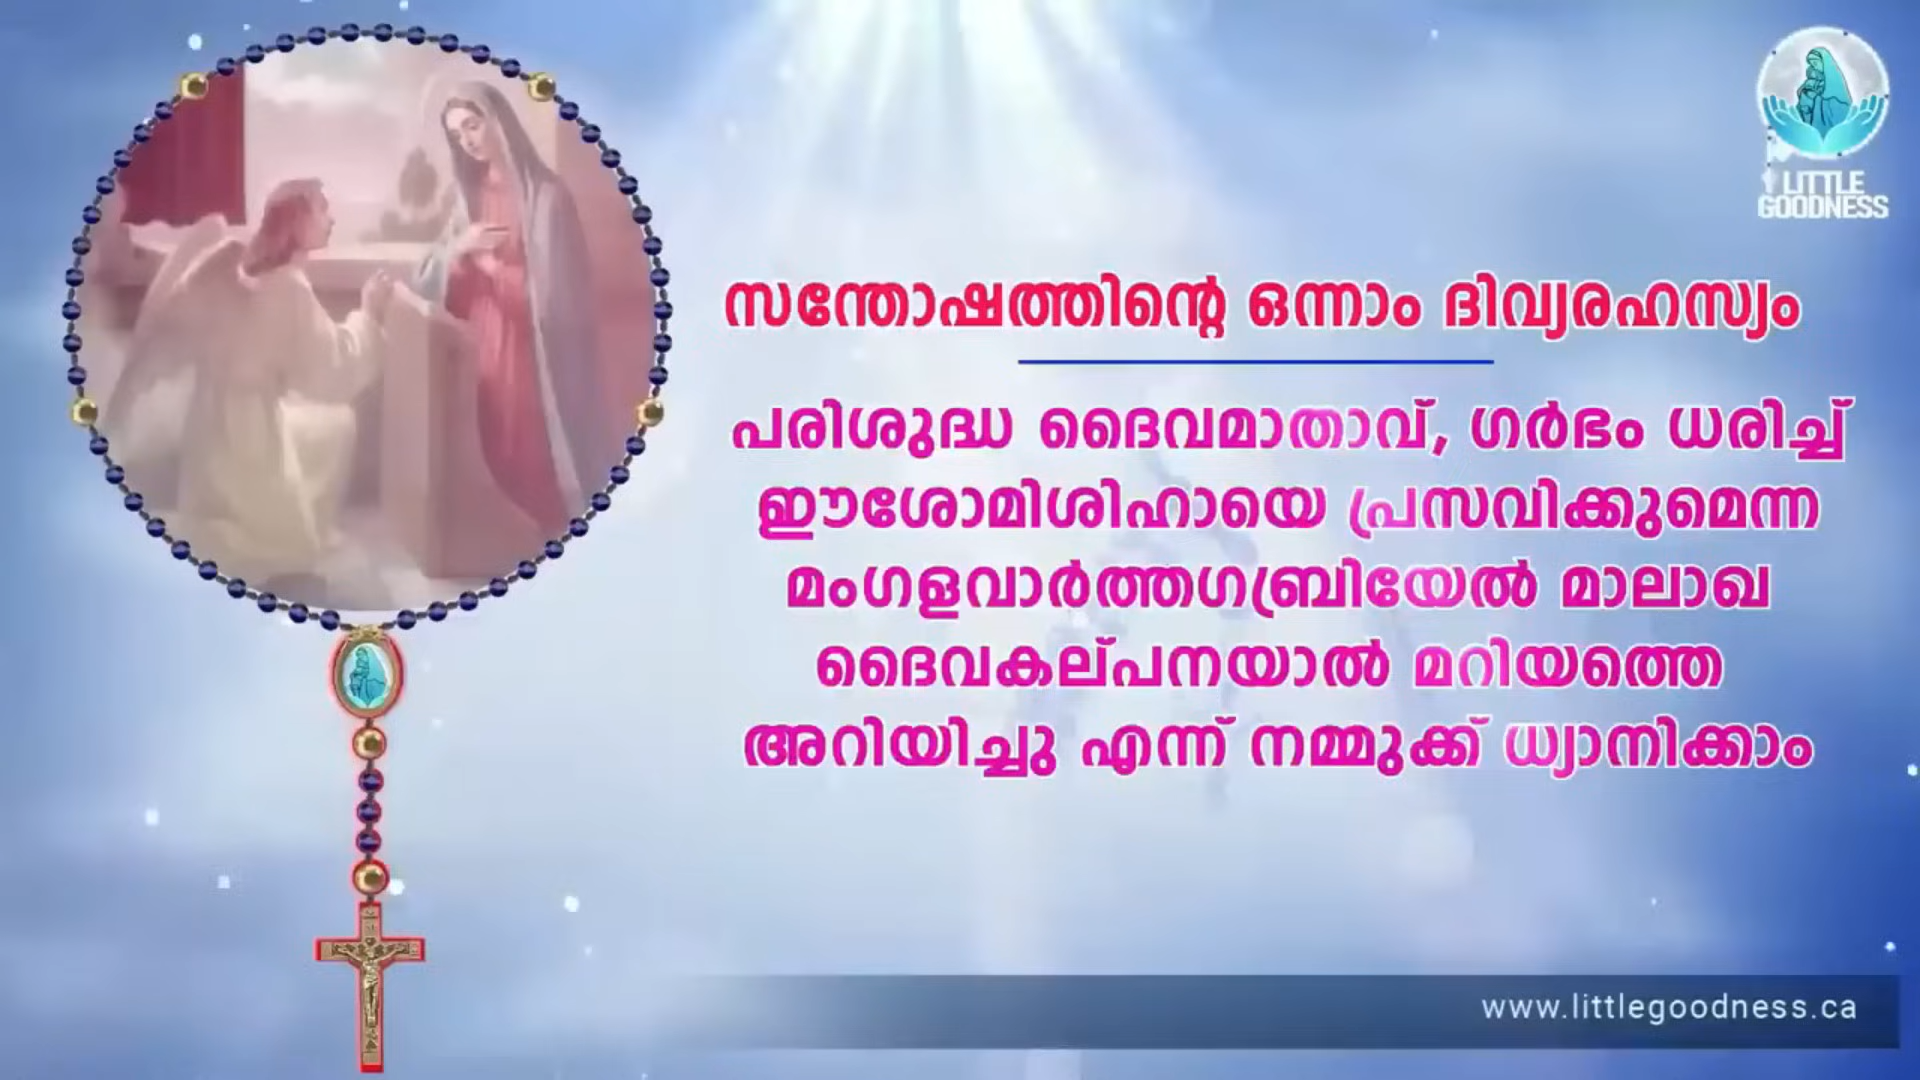 LITTLE
GOODNESS
സന്തോഷത്തിന്റെ ഒന്നാം ദിവ്യരഹസ്യം
പരിശുദ്ധ ദൈവമാതാവ്, ഗർഭം ധരിച്ച്
ഈശോമിശിഹായെ പ്രസവിക്കുമെന്ന
മംഗളവാർത്തഗബ്രിയേൽ മാലാഖ
ദൈവകല്പനയാൽ മറിയത്തെ
അറിയിച്ചു എന്ന് നമ്മുക്ക് ധ്യാനിക്കാം
www.littlegoodness.ca